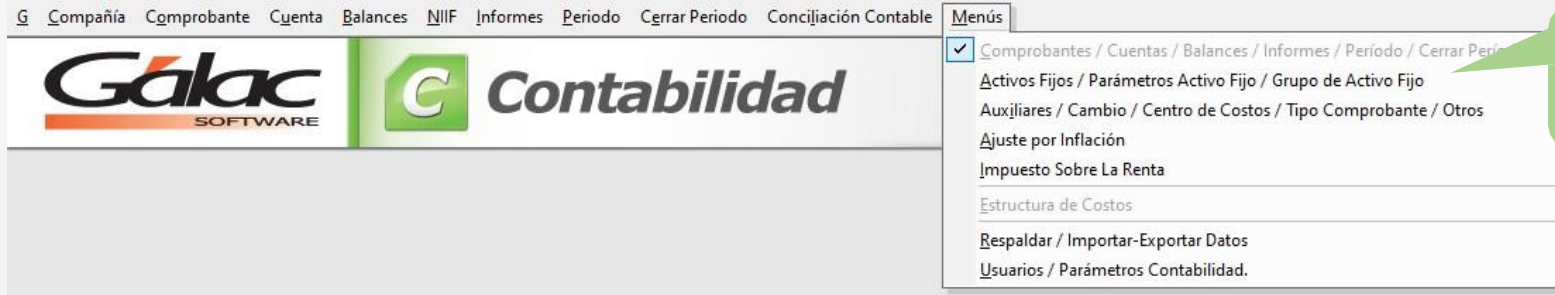 G Compañía Comprobante Cuenta Balances NIIF Informes Periodo Cerrar Periodo Conciliación Contable Menús
Gálac
SOFTWARE
C Contabilidad
Comprobantes / Cuentas / Balances / Informes / Período / Cerrar
Activos Fijos / Parámetros Activo Fijo / Grupo de Activo Fijo
Auxiliares / Cambio / Centro de Costos / Tipo Comprobante / Otros
Ajuste por Inflación
Impuesto Sobre La Renta
Estructura de Costos
Respaldar / Importar-Exportar Datos
Usuarios / Parámetros Contabilidad.